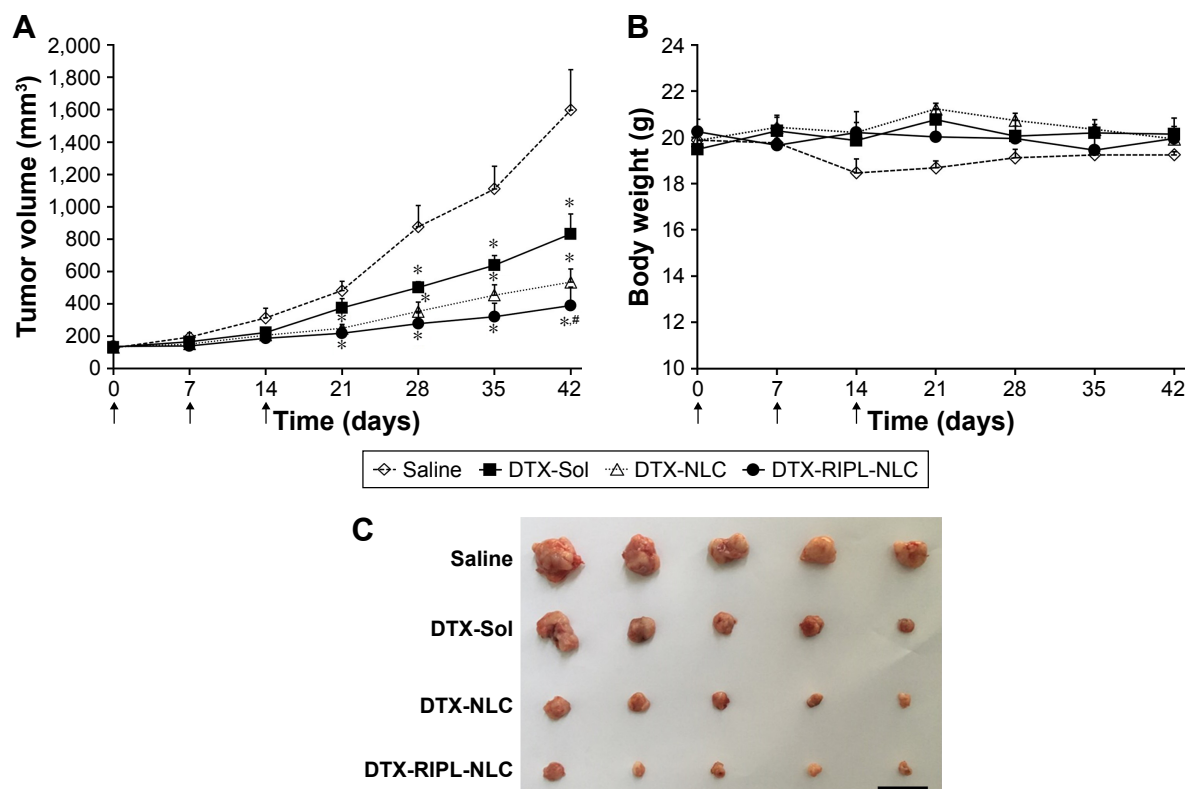 A
Tumor volume (mm³)
2,000
1,800
1,600
1,400
1,200
1,000
800
600
400
200
0
0 7 14 21 28 35 42
Time (days)
* * * * * * * * * * *,#
B
Body weight (g)
24
22
20
18
16
14
12
10
0 7 14 21 28 35 42
Time (days)
Saline DTX-Sol DTX-NLC DTX-RIPL-NLC
C
Saline
DTX-Sol
DTX-NLC
DTX-RIPL-NLC